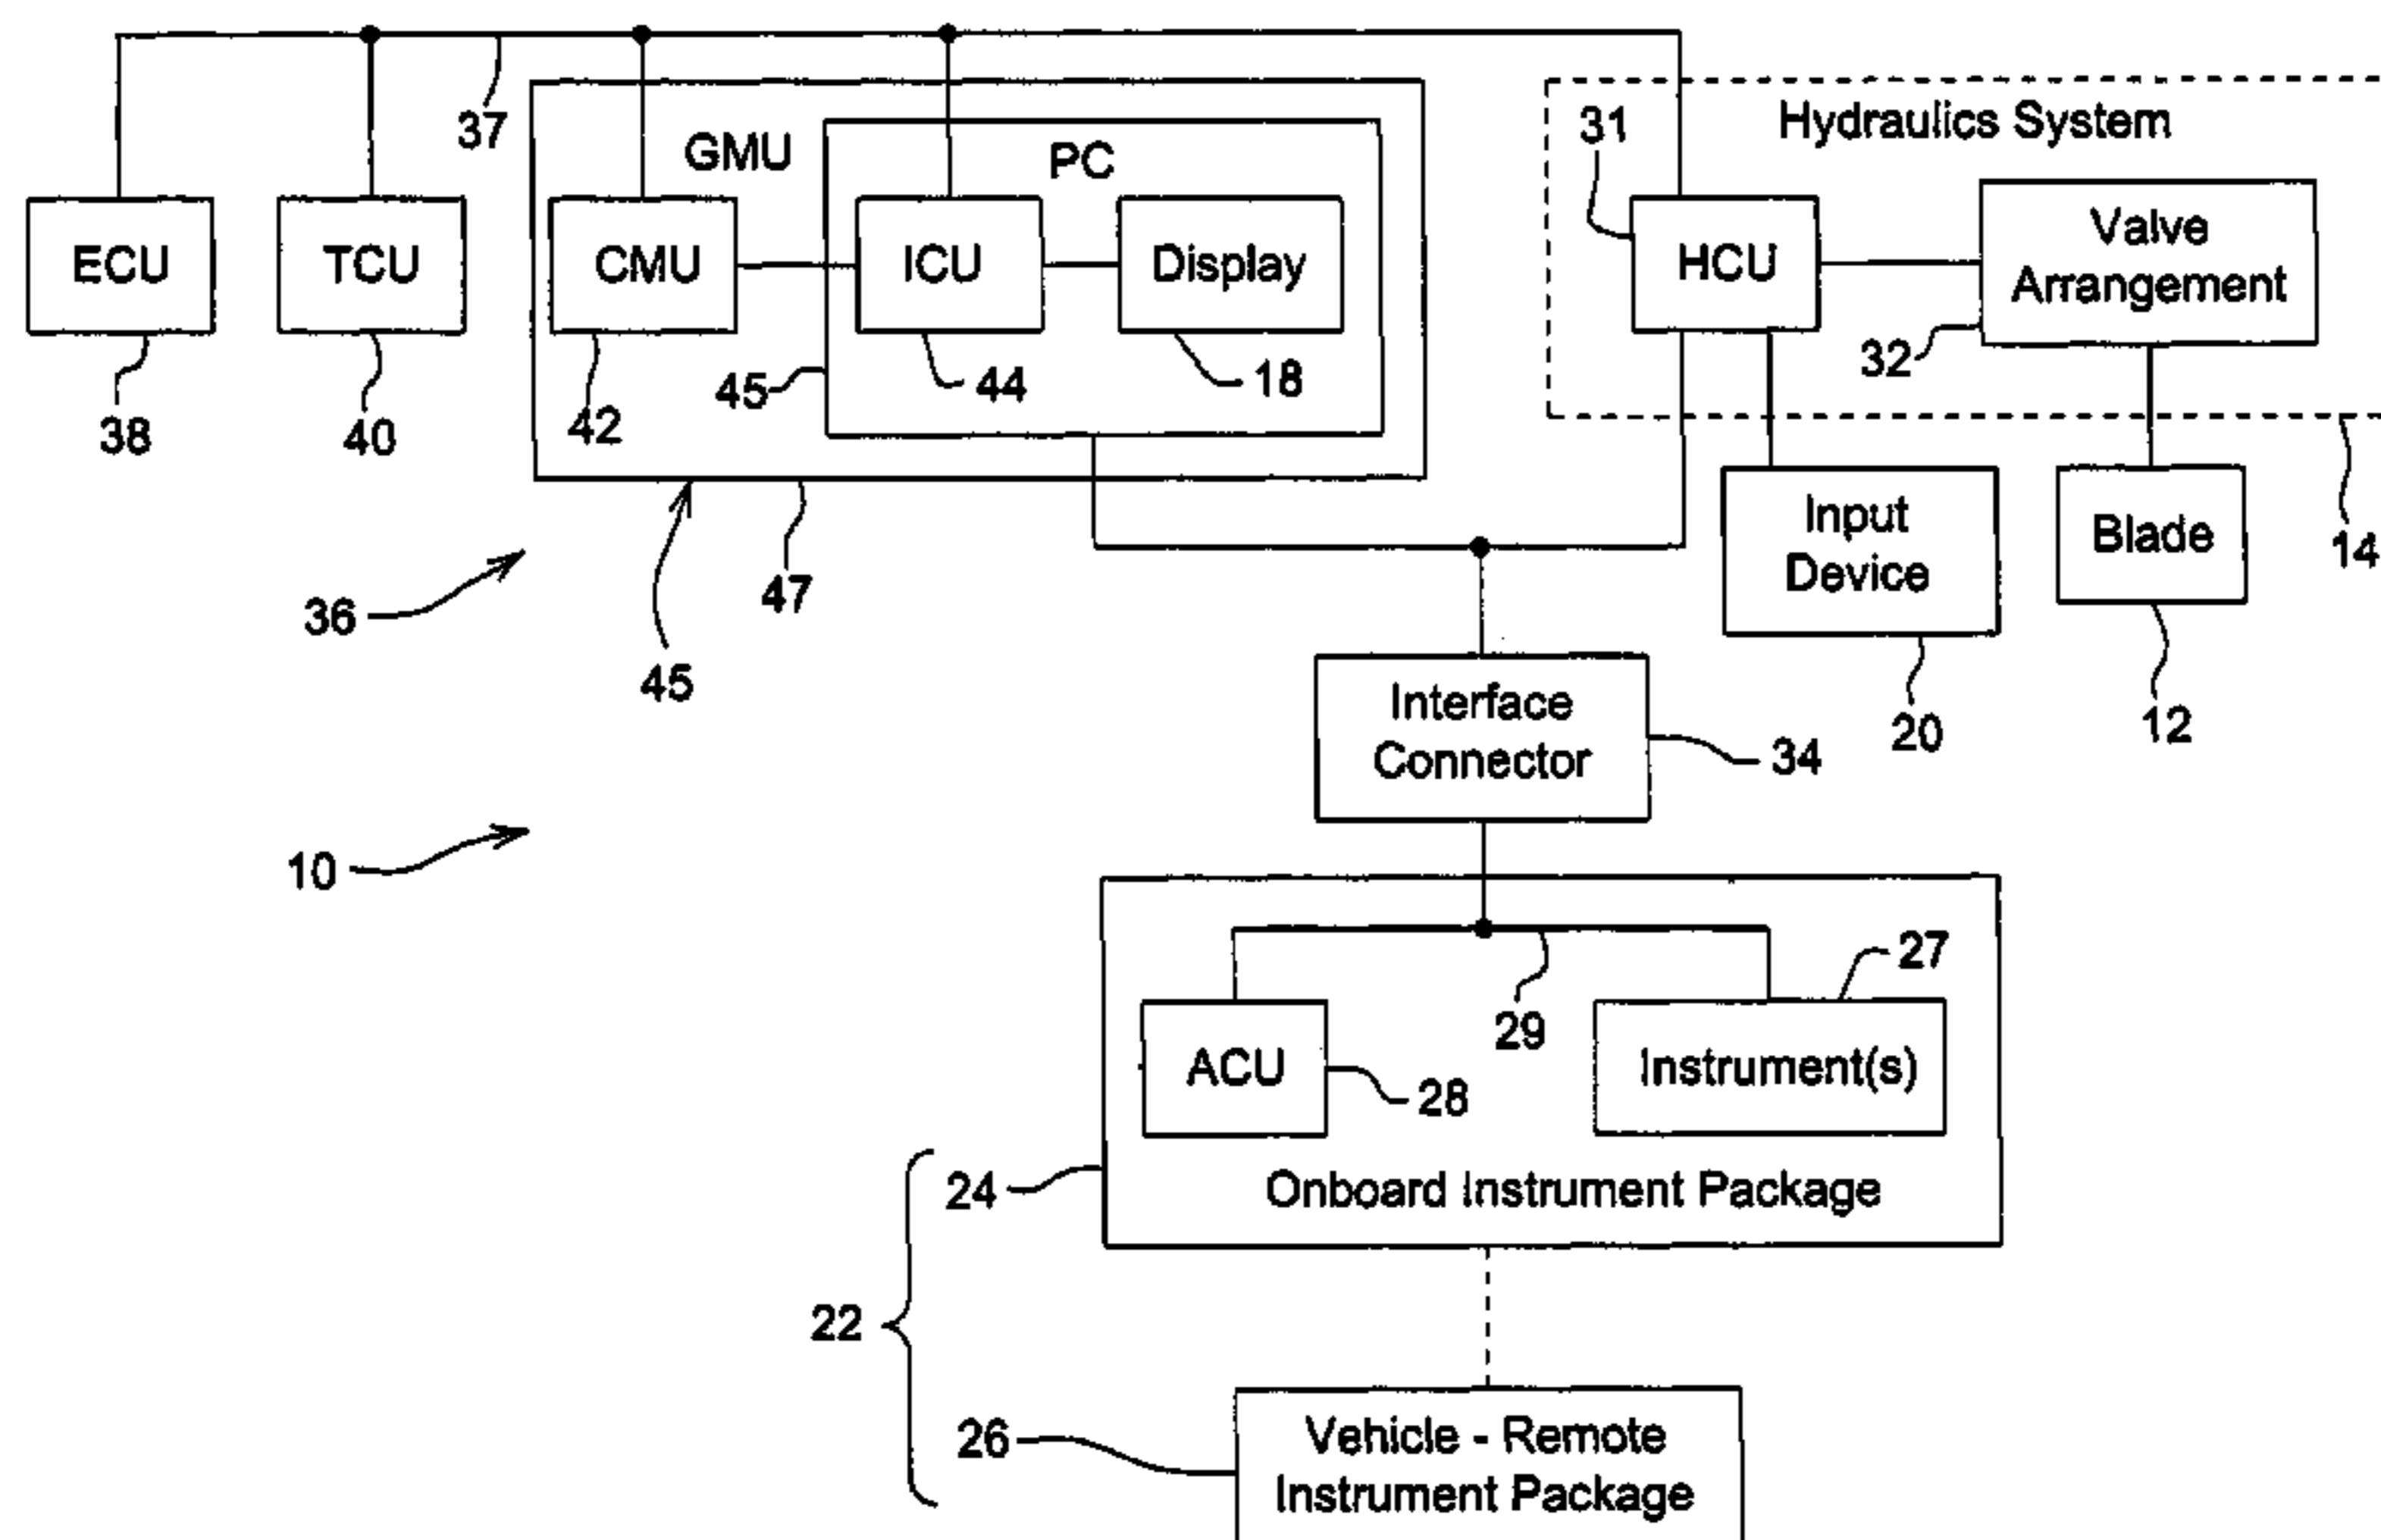 37
GMU
PC
31
Hydraulics System
ECU
TCU
CMU
ICU
Display
HCU
Valve
Arrangement
32
38
40
42
45
44
18
Input
Device
Blade
14
36
45
47
20
12
Interface
Connector
34
10
27
29
ACU
28
Instrument(s)
24
Onboard Instrument Package
22
26
Vehicle - Remote
Instrument Package